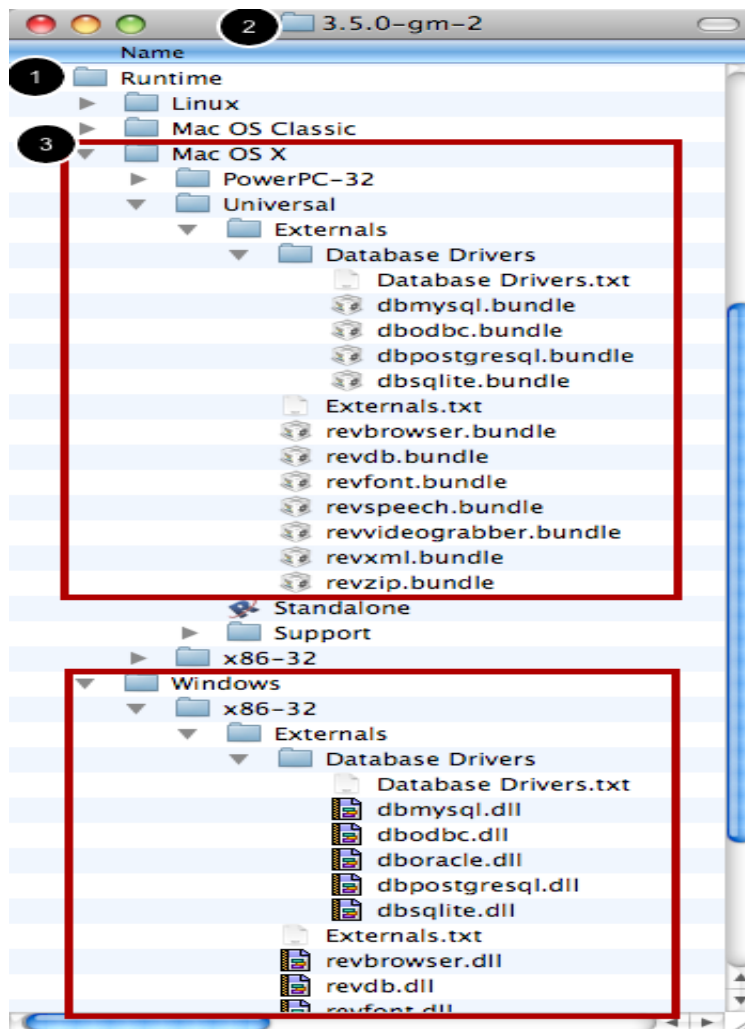 2 3.5.0-gm-2
Name
1 Runtime
Linux
Mac OS Classic
3 Mac OS X
PowerPC-32
Universal
Externals
Database Drivers
Database Drivers.txt
dbmysql.bundle
dbodbc.bundle
dbpostgresql.bundle
dbsqlite.bundle
Externals.txt
revbrowser.bundle
revdb.bundle
revfont.bundle
revspeech.bundle
revvideograbber.bundle
revxml.bundle
revzip.bundle
Standalone
Support
x86-32
Windows
x86-32
Externals
Database Drivers
Database Drivers.txt
dbmysql.dll
dbodbc.dll
dboracle.dll
dbpostgresql.dll
dbsqlite.dll
Externals.txt
revbrowser.dll
revdb.dll
revfont.dll